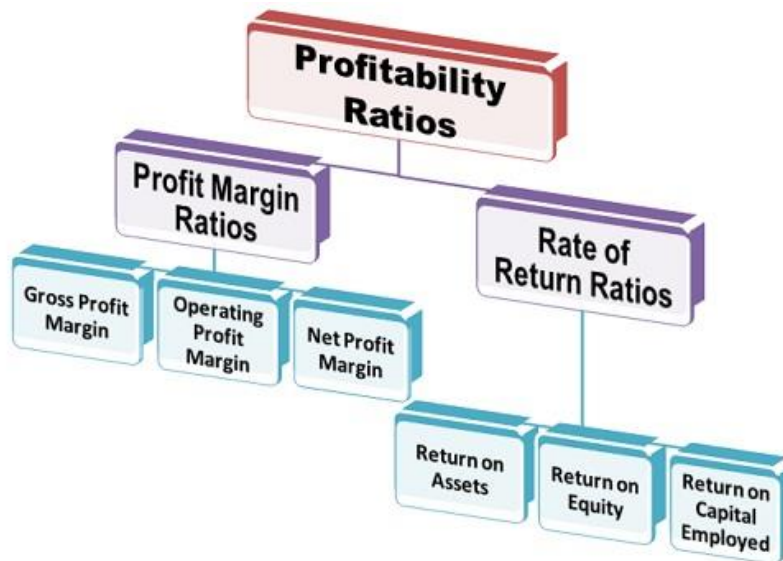 Profitability
Ratios
Profit Margin
Ratios
Rate of
Return Ratios
Gross Profit
Margin
Operating
Profit
Margin
Net Profit
Margin
Return on
Assets
Return on
Equity
Return on
Capital
Employed